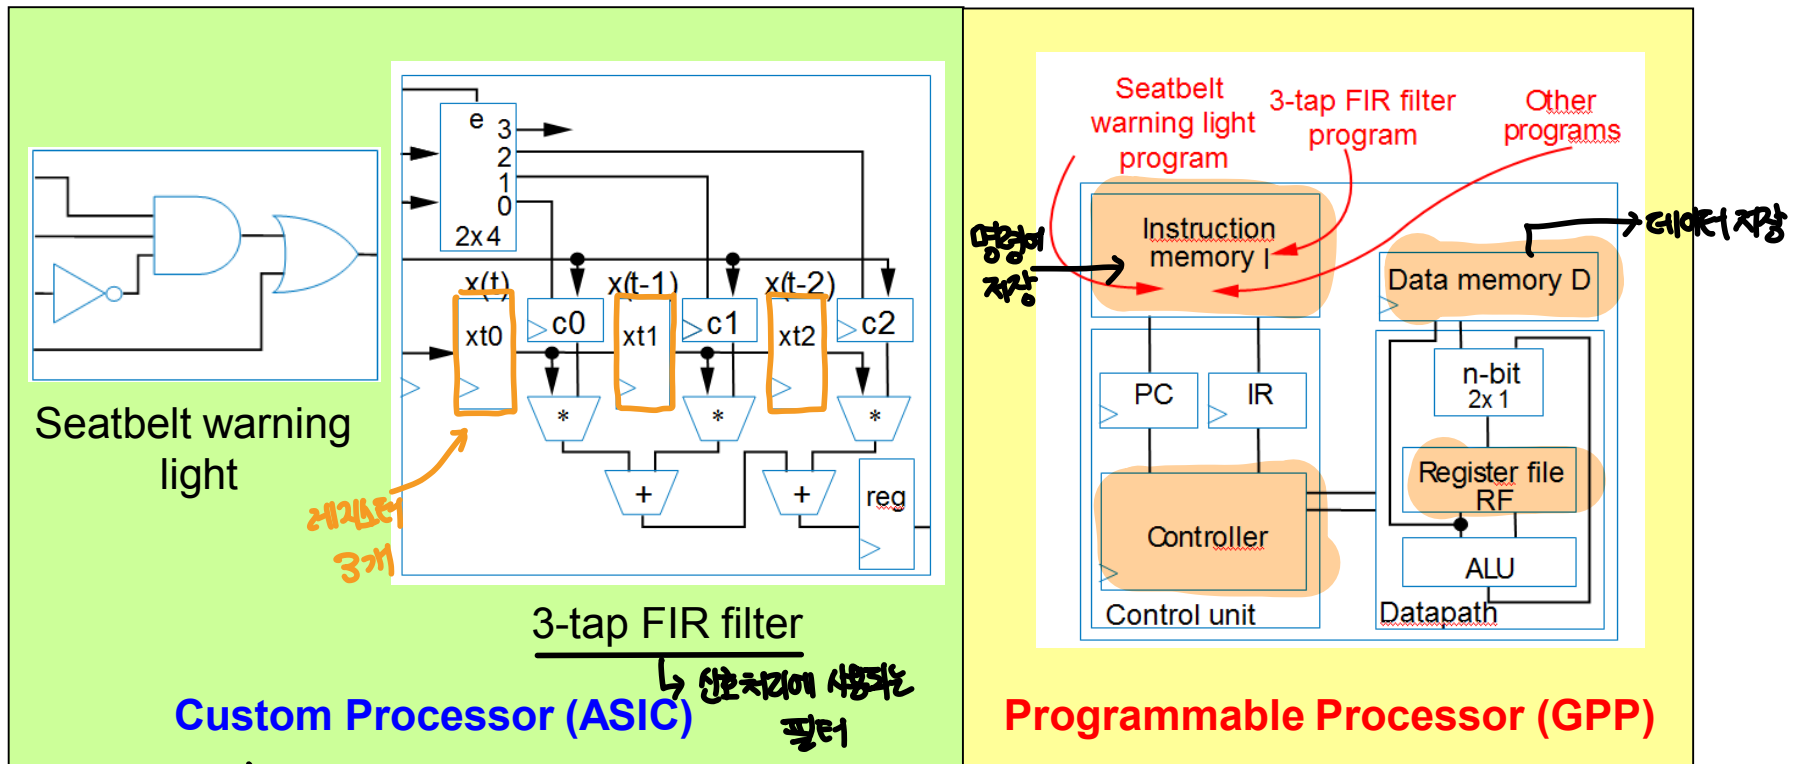 Seatbelt warning
light
e
3
2
1
0
2x4
x(t)
x(t-1)
x(t-2)
xt0
c0
xt1
c1
xt2
c2
*
*
*
+
+
reg
레지스터
3개
3-tap FIR filter
↳ 신호처리에 사용되는
필터
Custom Processor (ASIC)
Seatbelt
warning light
program
3-tap FIR filter
program
Other
programs
명령어
저장
Instruction
memory I
데이터 저장
Data memory D
PC
IR
n-bit
2x1
Register file
RF
Controller
ALU
Control unit
Datapath
Programmable Processor (GPP)